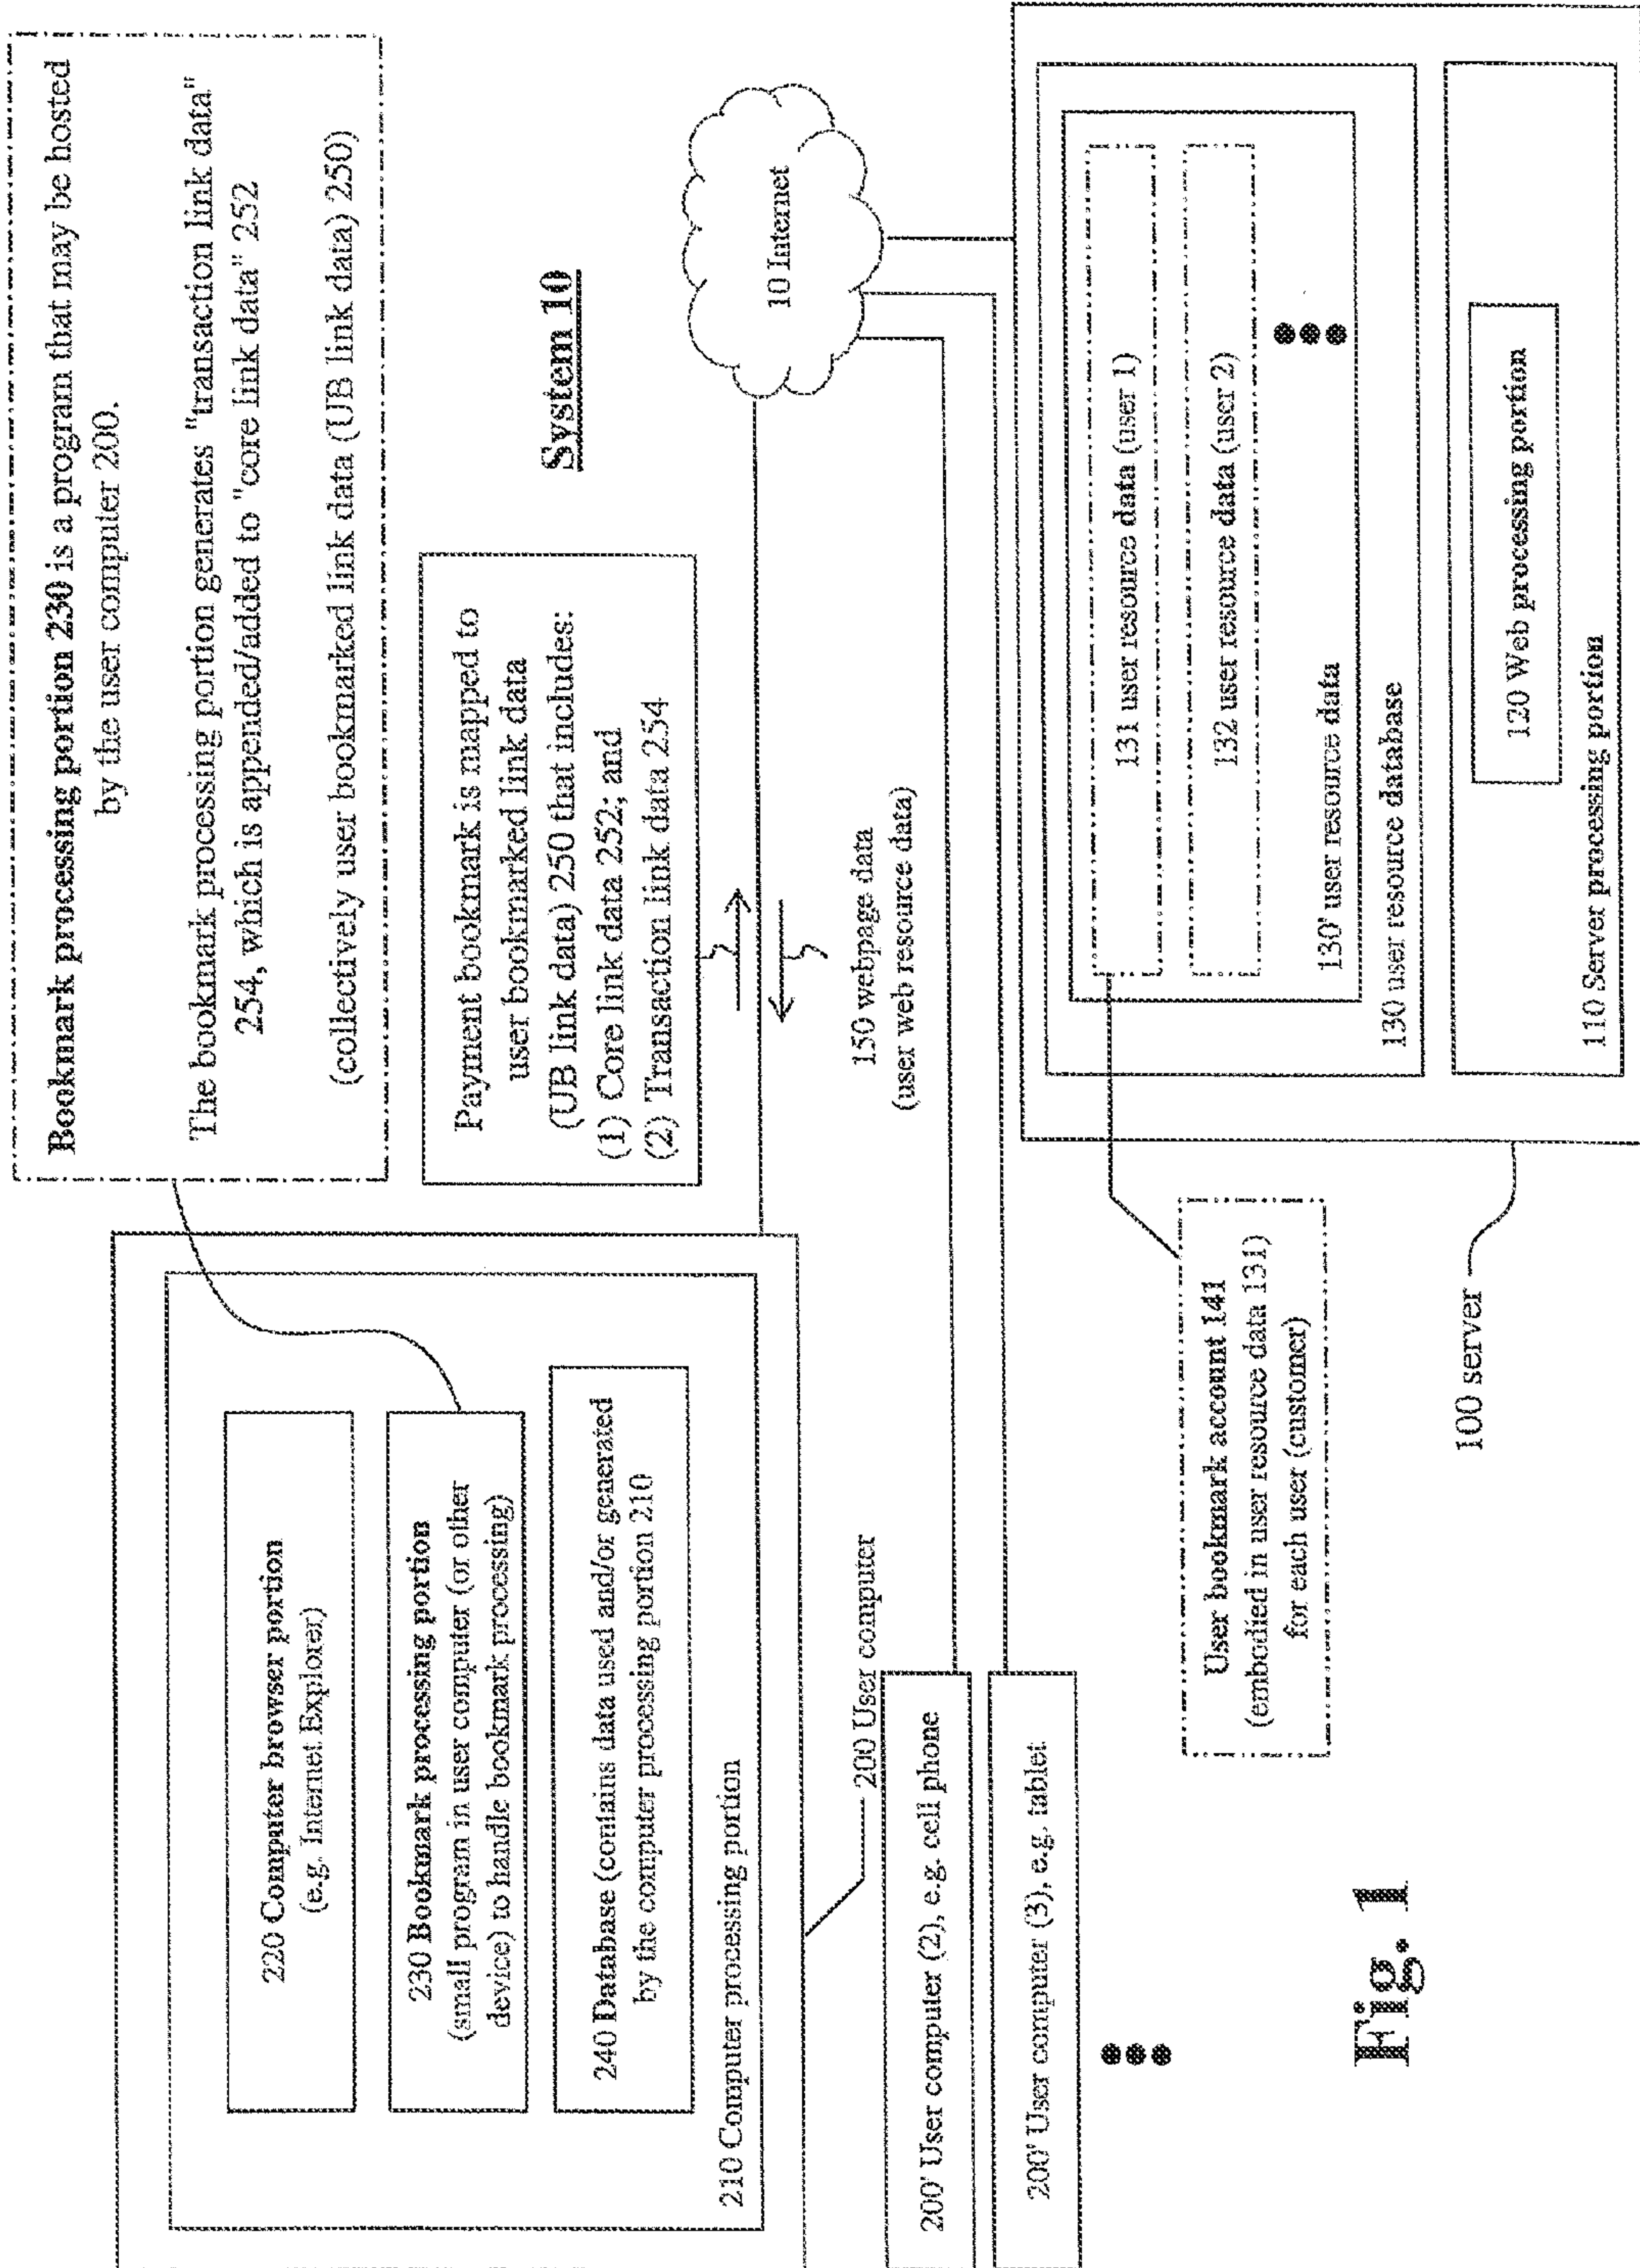 Bookmark processing portion 230 is a program that may be hosted
by the user computer 200.
The bookmark processing portion generates "transaction link data"
254, which is appended/added to "core link data" 252
(collectively user bookmarked link data (UB link data) 250)
220 Computer browser portion
(e.g. Internet Explorer)
230 Bookmark processing portion
(small program in user computer (or other
device) to handle bookmark processing)
240 Database (contains data used and/or generated
by the computer processing portion 210
210 Computer processing portion
200 User computer
Payment bookmark is mapped to
user bookmarked link data
(UB link data) 250 that includes:
(1) Core link data 252; and
(2) Transaction link data 254
System 10
10 Internet
150 webpage data
(user web resource data)
200' User computer (2), e.g. cell phone
200' User computer (3), e.g. tablet
User bookmark account 141
(embodied in user resource data 131)
for each user (customer)
131 user resource data (user 1)
132 user resource data (user 2)
130' user resource data
130 user resource database
120 Web processing portion
110 Server processing portion
100 server
Fig. 1